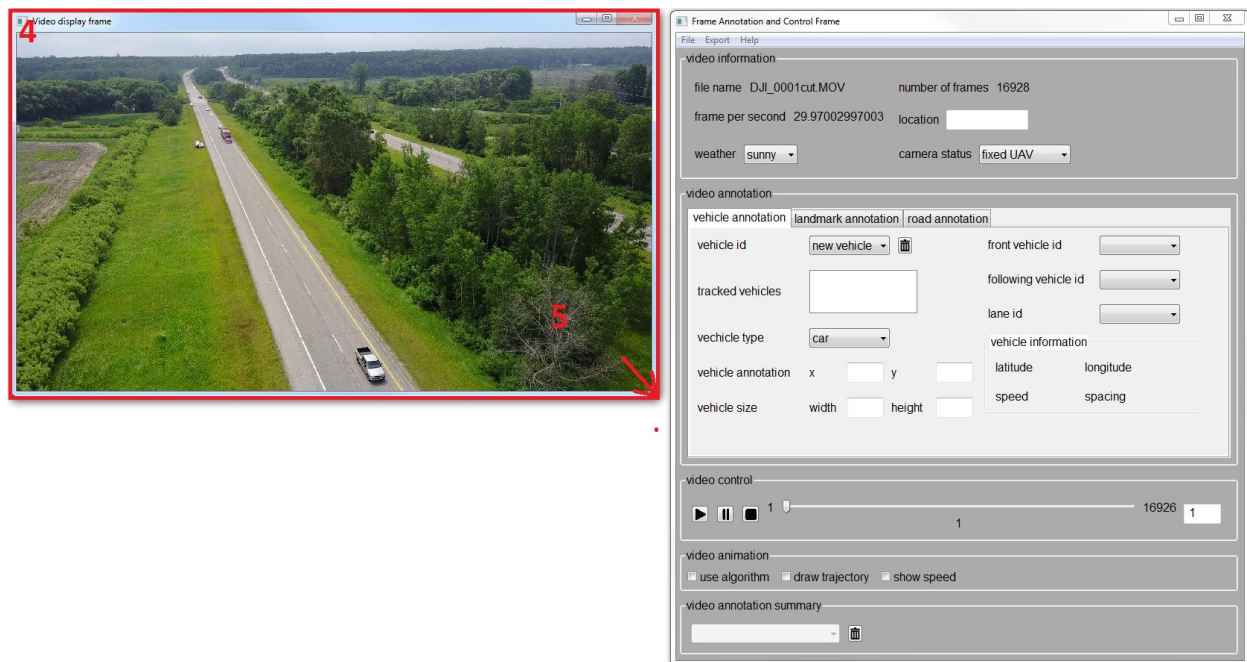 Video display frame
4
5
Frame Annotation and Control Frame
File Export Help
video information
file name DJI_0001cut.MOV number of frames 16928
frame per second 29.97002997003 location
weather sunny camera status fixed UAV
video annotation
vehicle annotation landmark annotation road annotation
vehicle id new vehicle front vehicle id
tracked vehicles following vehicle id
lane id
vechicle type car vehicle information
vehicle annotation x y latitude longitude
vehicle size width height speed spacing
video control
1 16926 1
1
video animation
use algorithm draw trajectory show speed
video annotation summary